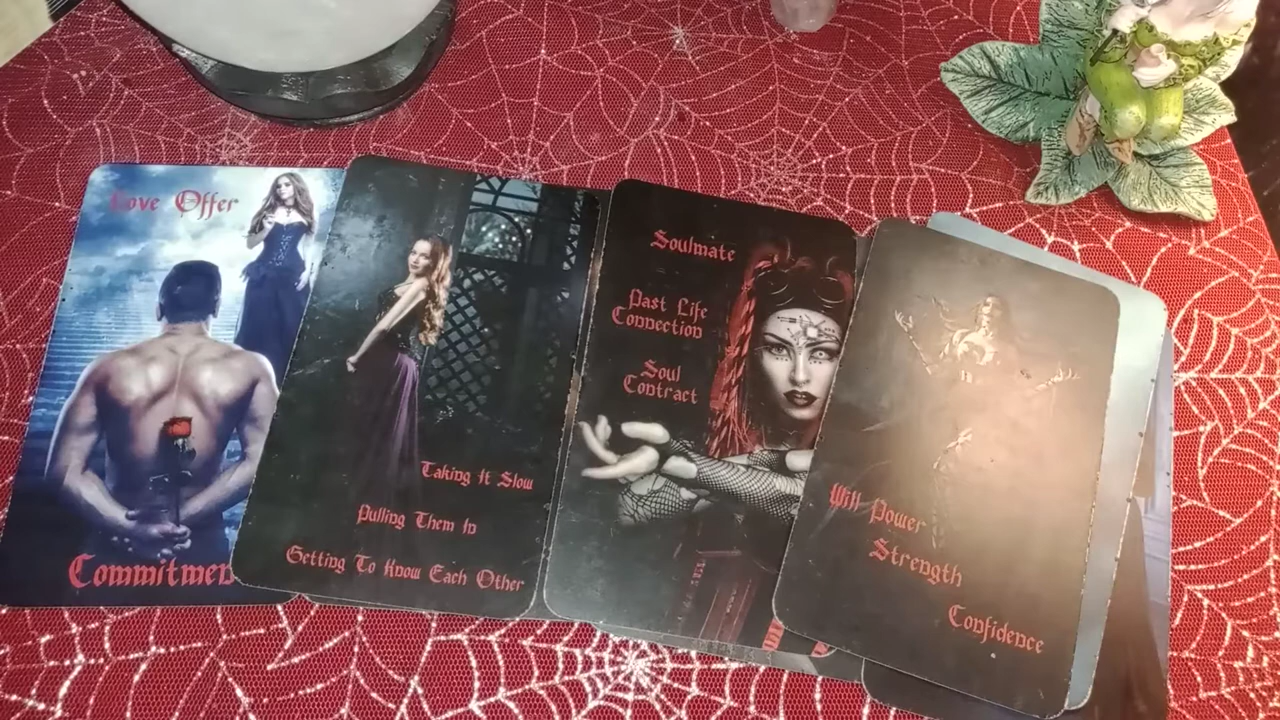 Love Offer
Commitmen
Taking it Slow
Pulling Them In
Getting To Know Each Other
Soulmate
Past Life
Connection
Soul
Contract
Will Power
Strength
Confidence